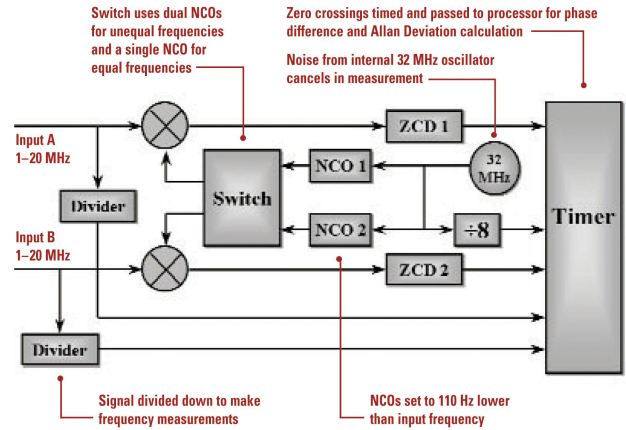 Switch uses dual NCOs
for unequal frequencies
and a single NCO for
equal frequencies
Zero crossings timed and passed to processor for phase
difference and Allan Deviation calculation
Noise from internal 32 MHz oscillator
cancels in measurement
Input A
1–20 MHz
ZCD 1
32
MHz
NCO 1
Switch
Divider
Timer
NCO 2
÷8
Input B
1–20 MHz
ZCD 2
Divider
Signal divided down to make
frequency measurements
NCOs set to 110 Hz lower
than input frequency